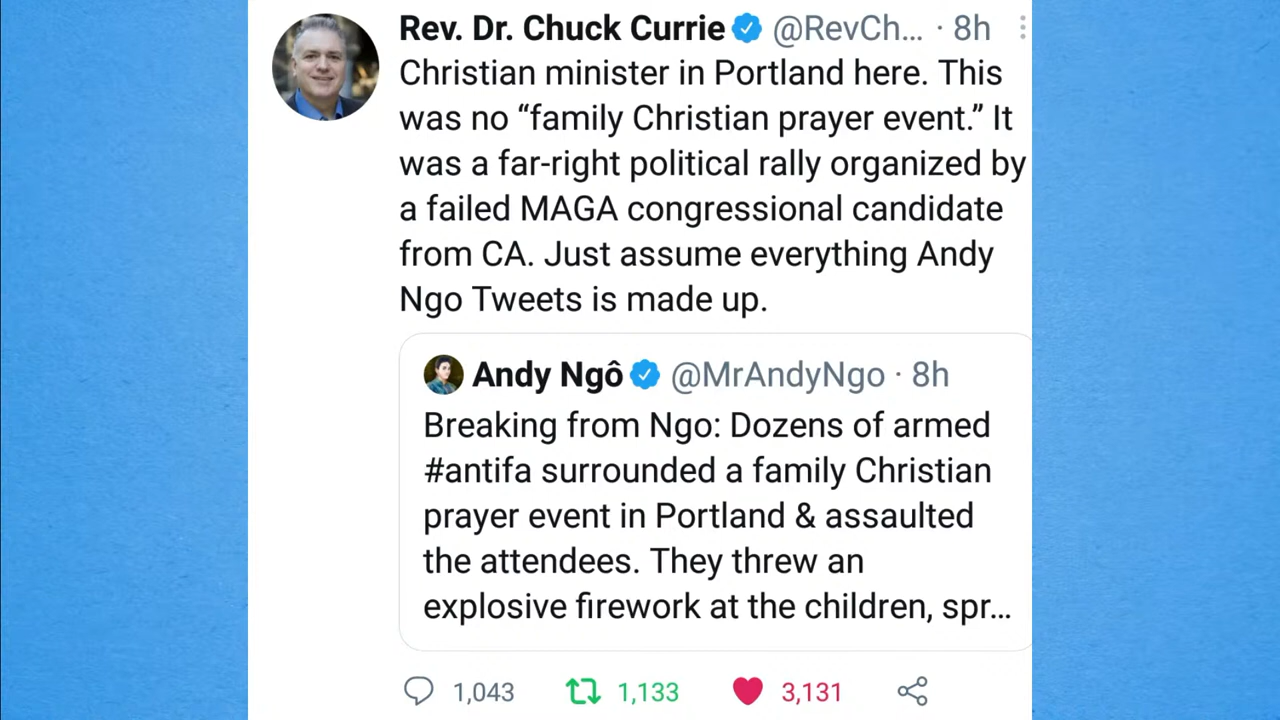 Rev. Dr. Chuck Currie @RevCh... · 8h
Christian minister in Portland here. This
was no “family Christian prayer event.” It
was a far-right political rally organized by
a failed MAGA congressional candidate
from CA. Just assume everything Andy
Ngo Tweets is made up.
Andy Ngô @MrAndyNgo · 8h
Breaking from Ngo: Dozens of armed
#antifa surrounded a family Christian
prayer event in Portland & assaulted
the attendees. They threw an
explosive firework at the children, spr...
1,043 1,133 3,131